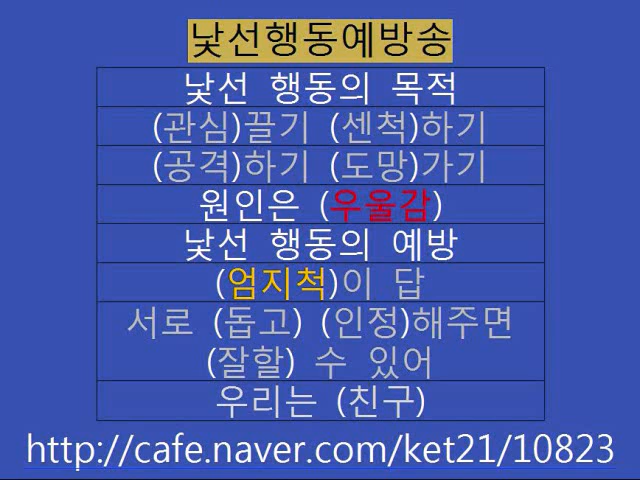 낯선행동예방송
낯선 행동의 목적
(관심)끌기 (센척)하기
(공격)하기 (도망)가기
원인은 (우울감)
낯선 행동의 예방
(엄지척)이 답
서로 (돕고) (인정)해주면
(잘할) 수 있어
우리는 (친구)
http://cafe.naver.com/ket21/10823